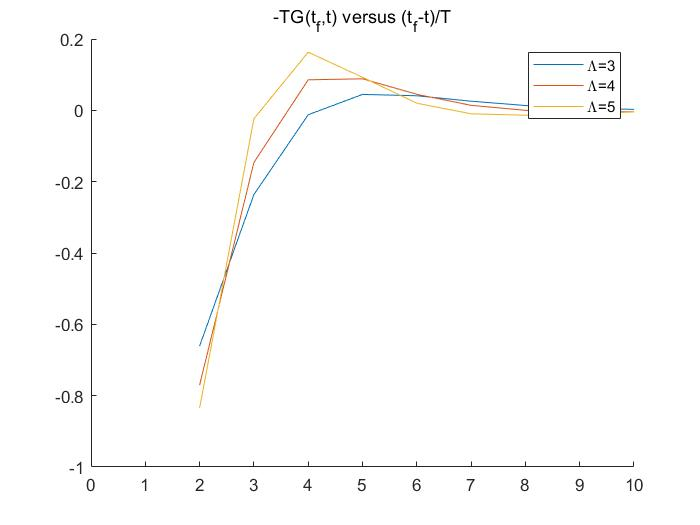 -TG(t_f,t) versus (t_f-t)/T
0.2
0
-0.2
-0.4
-0.6
-0.8
-1
0 1 2 3 4 5 6 7 8 9 10
Λ=3
Λ=4
Λ=5